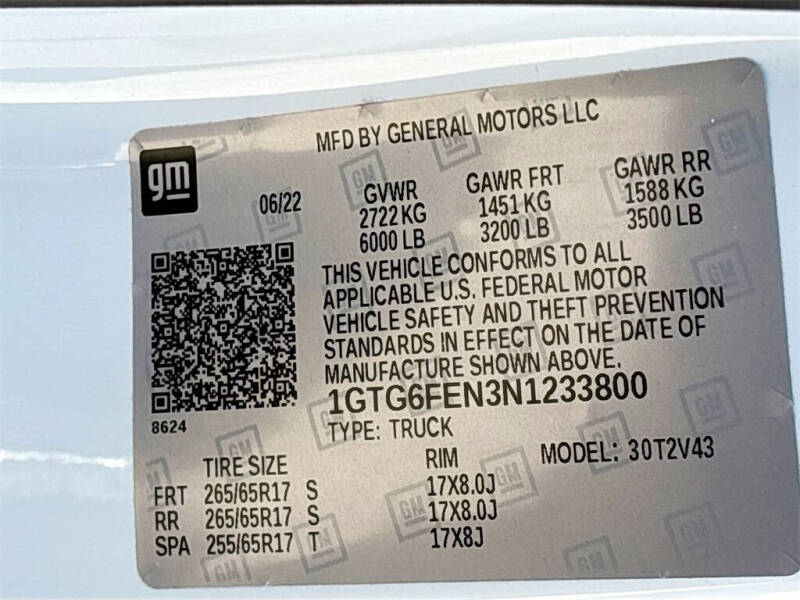 MFD BY GENERAL MOTORS LLC
gm
06/22
GVWR GAWR FRT GAWR RR
2722 KG 1451 KG 1588 KG
6000 LB 3200 LB 3500 LB
THIS VEHICLE CONFORMS TO ALL
APPLICABLE U.S. FEDERAL MOTOR
VEHICLE SAFETY AND THEFT PREVENTION
STANDARDS IN EFFECT ON THE DATE OF
MANUFACTURE SHOWN ABOVE.
1GTG6FEN3N1233800
8624
TYPE: TRUCK MODEL: 30T2V43
TIRE SIZE RIM
FRT 265/65R17 S 17X8.0J
RR 265/65R17 S 17X8.0J
SPA 255/65R17 T 17X8J